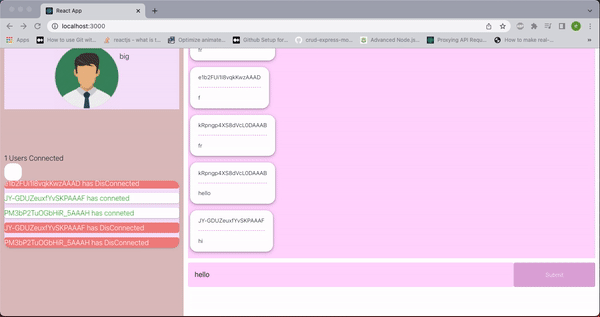 React App
localhost:3000
Apps
How to use Git wit...
reactjs - what is t...
Optimize animate...
Github Setup for...
crud-express-mo...
Advanced Node.js...
Proxying API Requ...
How to make real-...
big
1 Users Connected
e1b2FUi1I8vqkKwzAAAD has DisConnected
JY-GDUZeuxfYvSKPAAAF has conneted
PM3bP2TuOGbHiR_5AAAH has conneted
JY-GDUZeuxfYvSKPAAAF has DisConnected
PM3bP2TuOGbHiR_5AAAH has DisConnected
fr
e1b2FUi1I8vqkKwzAAAD
f
kRpngp4XS8dVcL0DAAAB
fr
kRpngp4XS8dVcL0DAAAB
hello
JY-GDUZeuxfYvSKPAAAF
hi
hello
Submit